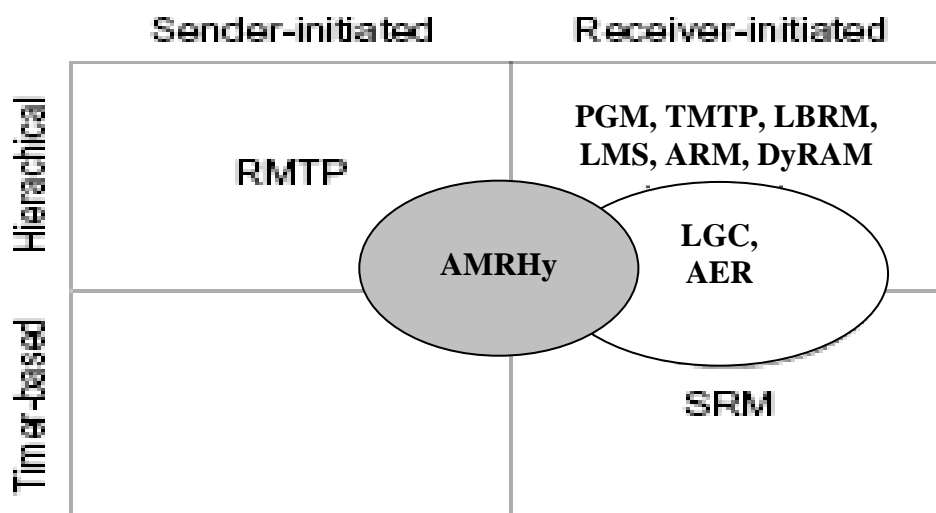 Sender-initiated
Receiver-initiated
Hierachical
PGM, TMTP, LBRM,
LMS, ARM, DyRAM
RMTP
AMRHy
LGC,
AER
Timer-based
SRM